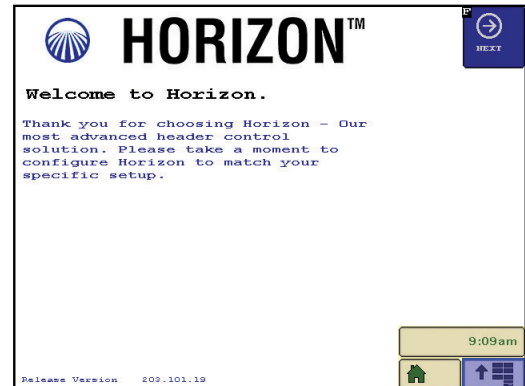 HORIZON™
F
NEXT
Welcome to Horizon.
Thank you for choosing Horizon - Our
most advanced header control
solution. Please take a moment to
configure Horizon to match your
specific setup.
9:09am
Release Version 203.101.19